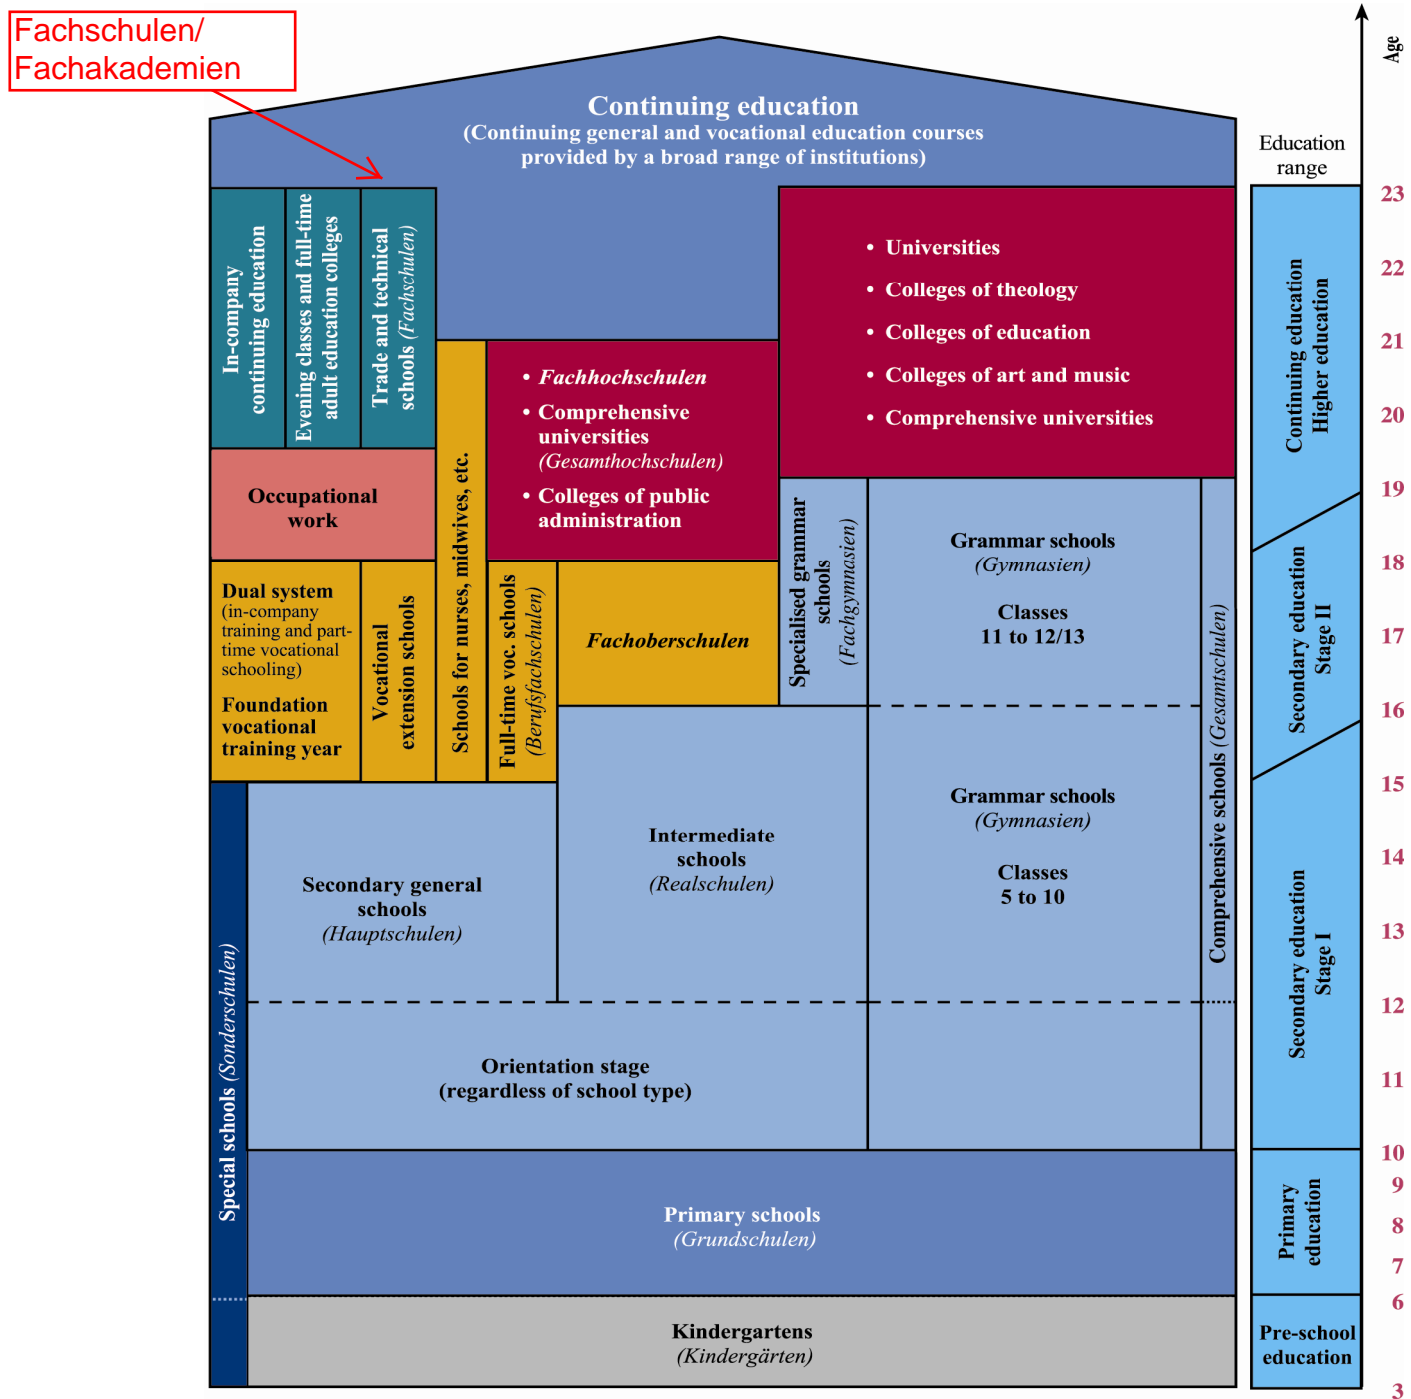 Fachschulen/
Fachakademien
Age
Continuing education
(Continuing general and vocational education courses
provided by a broad range of institutions)
Education
range
In-company
continuing education
Evening classes and full-time
adult education colleges
Trade and technical
schools (Fachschulen)
• Universities
• Colleges of theology
• Colleges of education
• Colleges of art and music
• Comprehensive universities
• Fachhochschulen
• Comprehensive
universities
(Gesamthochschulen)
• Colleges of public
administration
Occupational
work
Schools for nurses, midwives, etc.
Dual system
(in-company
training and part-
time vocational
schooling)
Foundation
vocational
training year
Vocational
extension schools
Full-time voc. schools
(Berufsfachschulen)
Fachoberschulen
Specialised grammar
schools
(Fachgymnasien)
Grammar schools
(Gymnasien)
Classes
11 to 12/13
Comprehensive schools (Gesamtschulen)
Secondary general
schools
(Hauptschulen)
Intermediate
schools
(Realschulen)
Grammar schools
(Gymnasien)
Classes
5 to 10
Special schools (Sonderschulen)
Orientation stage
(regardless of school type)
Primary schools
(Grundschulen)
Kindergartens
(Kindergärten)
Continuing education
Higher education
Secondary education
Stage II
Secondary education
Stage I
Primary
education
Pre-school
education
23
22
21
20
19
18
17
16
15
14
13
12
11
10
9
8
7
6
3